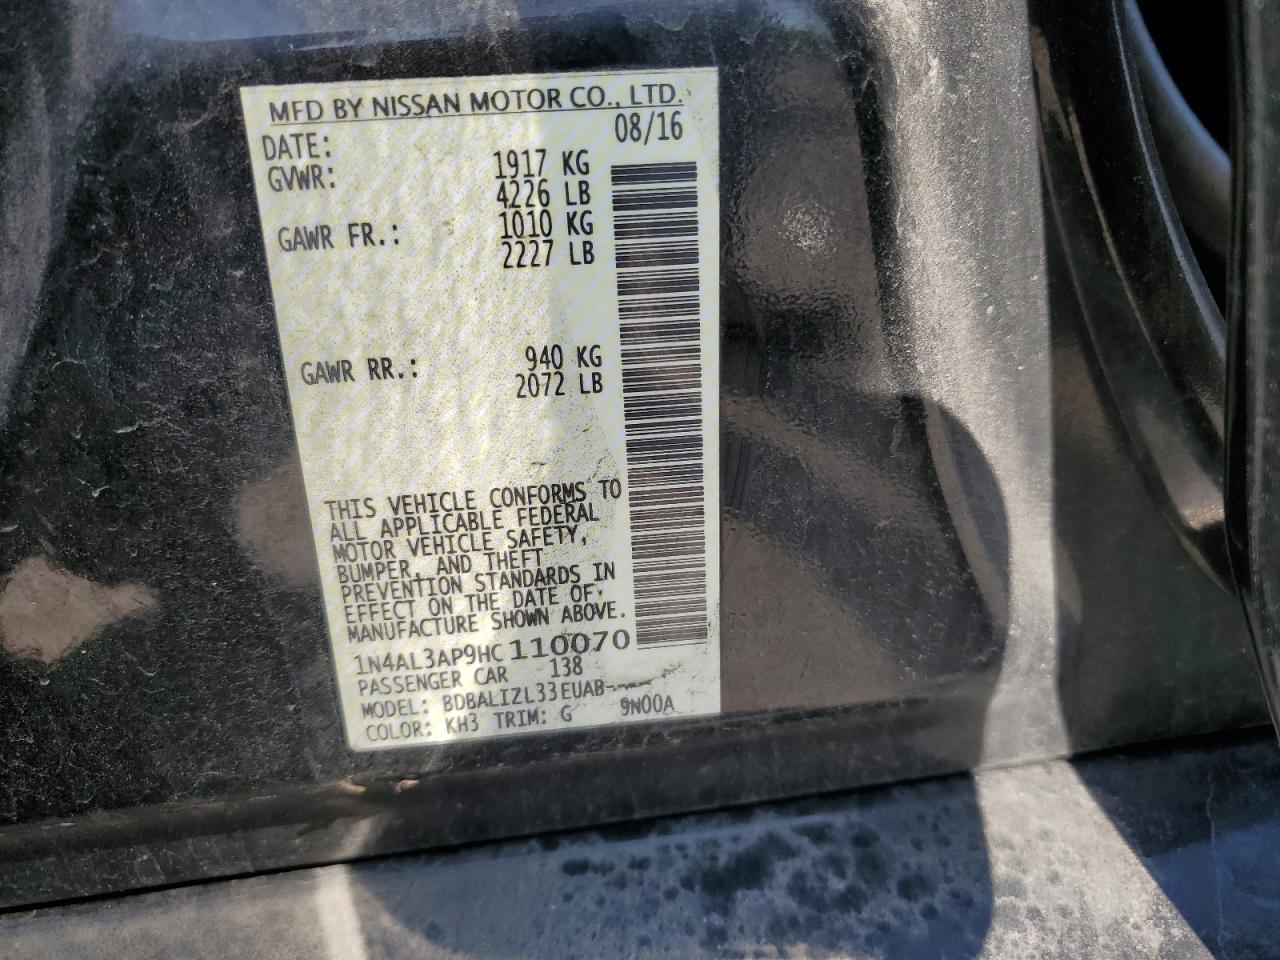 MFD BY NISSAN MOTOR CO., LTD.
DATE: 08/16
GVWR: 1917 KG
4226 LB
GAWR FR.: 1010 KG
2227 LB
GAWR RR.: 940 KG
2072 LB
THIS VEHICLE CONFORMS TO
ALL APPLICABLE FEDERAL
MOTOR VEHICLE SAFETY,
BUMPER, AND THEFT
PREVENTION STANDARDS IN
EFFECT ON THE DATE OF
MANUFACTURE SHOWN ABOVE.
1N4AL3AP9HC110070
PASSENGER CAR 138
MODEL: BDBALIZL33EUAB-----
COLOR: KH3 TRIM: G 9N00A